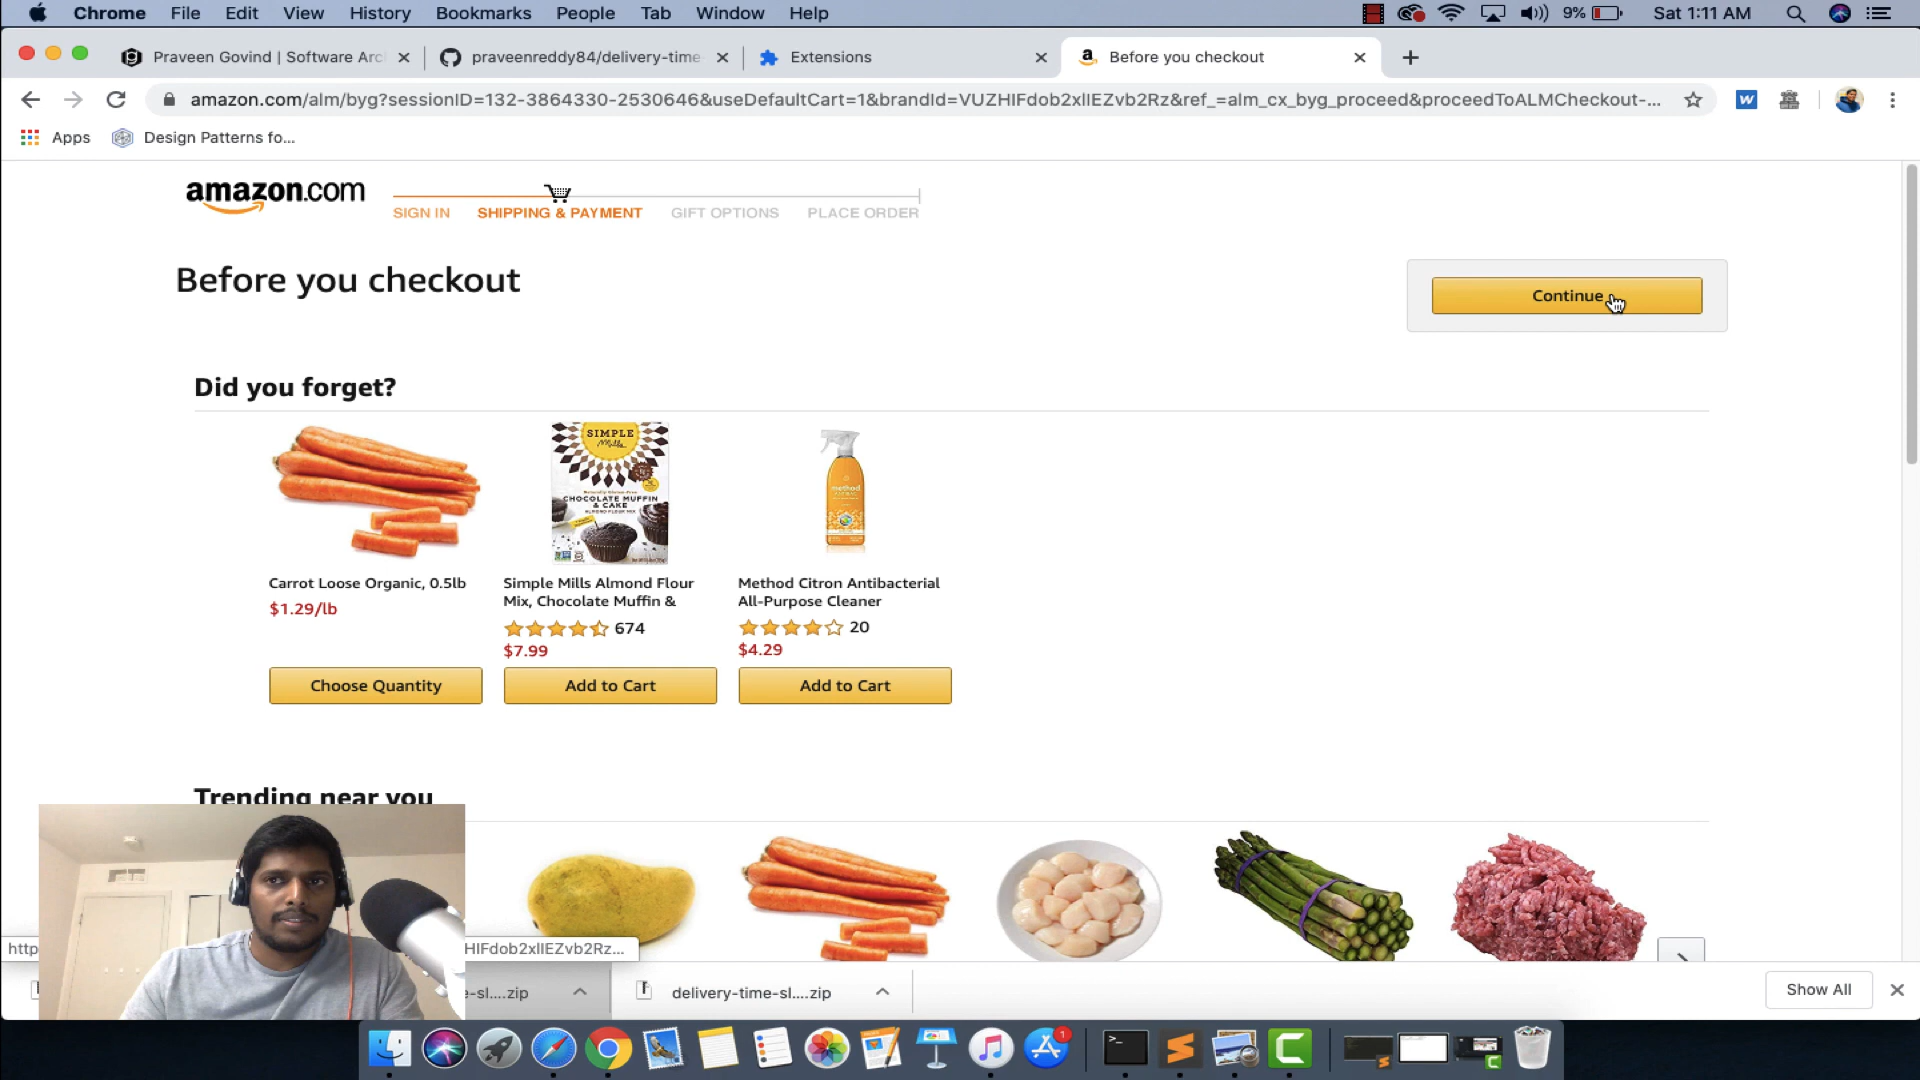 Chrome File Edit View History Bookmarks People Tab Window Help 9% Sat 1:11 AM
Praveen Govind | Software Arc praveenreddy84/delivery-time Extensions Before you checkout
amazon.com/alm/byg?sessionID=132-3864330-2530646&useDefaultCart=1&brandId=VUZHIFdob2xlIEZvb2Rz&ref_=alm_cx_byg_proceed&proceedToALMCheckout-...
Apps Design Patterns fo...
amazon.com
SIGN IN SHIPPING & PAYMENT GIFT OPTIONS PLACE ORDER
Before you checkout
Continue
Did you forget?
SIMPLE
Mills
CHOCOLATE MUFFIN
& CAKE
ALMOND FLOUR MIX
method
Carrot Loose Organic, 0.5lb
$1.29/lb
Choose Quantity
Simple Mills Almond Flour
Mix, Chocolate Muffin &
674
$7.99
Add to Cart
Method Citron Antibacterial
All-Purpose Cleaner
20
$4.29
Add to Cart
Trending near you
http
HIFdob2xlIEZvb2Rz...
e-sl....zip delivery-time-sl....zip Show All
1